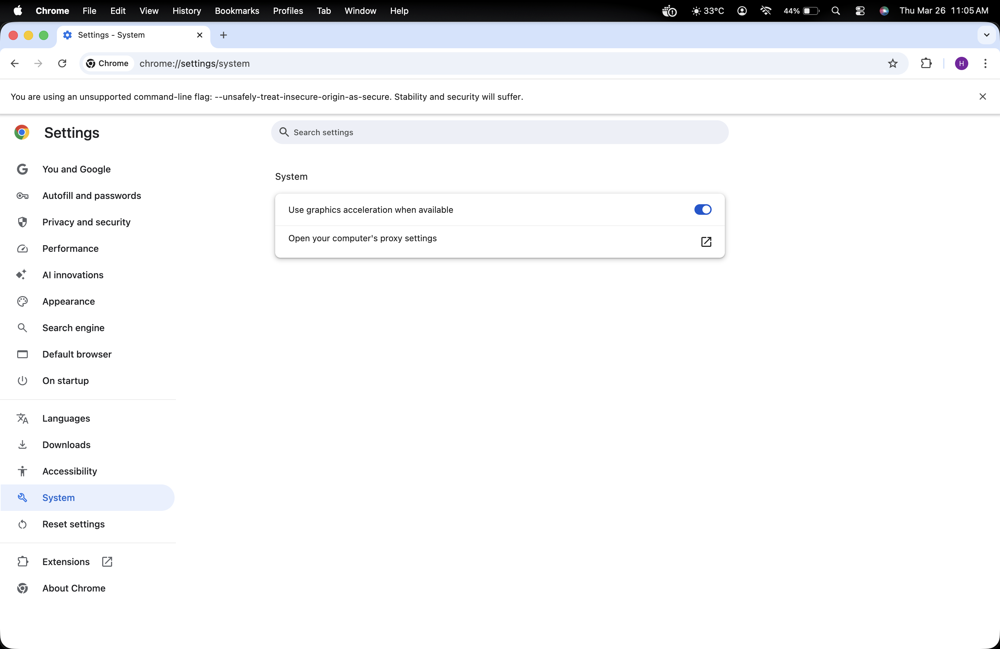 Chrome File Edit View History Bookmarks Profiles Tab Window Help 33°C 44% Thu Mar 26 11:05 AM
Settings - System
Chrome chrome://settings/system H
You are using an unsupported command-line flag: --unsafely-treat-insecure-origin-as-secure. Stability and security will suffer.
Settings
Search settings
You and Google
Autofill and passwords
Privacy and security
Performance
AI innovations
Appearance
Search engine
Default browser
On startup
Languages
Downloads
Accessibility
System
Reset settings
Extensions
About Chrome
System
Use graphics acceleration when available
Open your computer's proxy settings